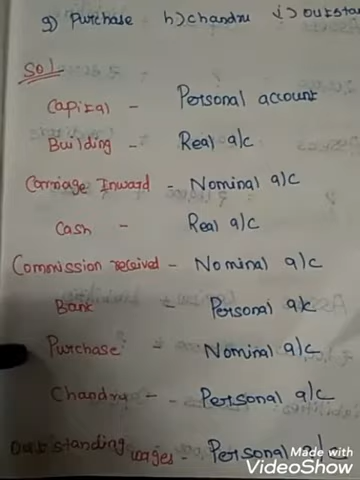 g) Purchase h) chandru i) outstan
Sol
Capital - Personal account
Building - Real a/c
Carriage Inward - Nominal a/c
Cash - Real a/c
Commission received - Nominal a/c
Bank - Personal a/c
Purchase - Nominal a/c
Chandru - Personal a/c
Outstanding wages - Personal a/c
Made with
VideoShow